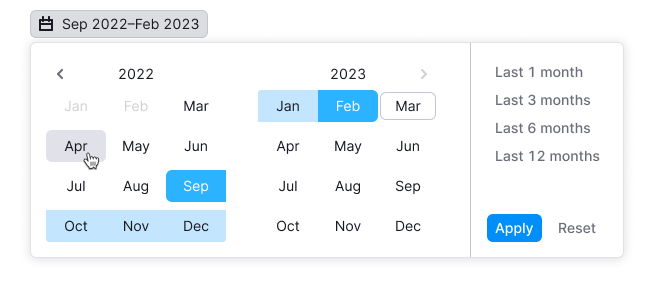 Sep 2022–Feb 2023
2022
Jan Feb Mar
Apr May Jun
Jul Aug Sep
Oct Nov Dec
2023
Jan Feb Mar
Apr May Jun
Jul Aug Sep
Oct Nov Dec
Last 1 month
Last 3 months
Last 6 months
Last 12 months
Apply Reset